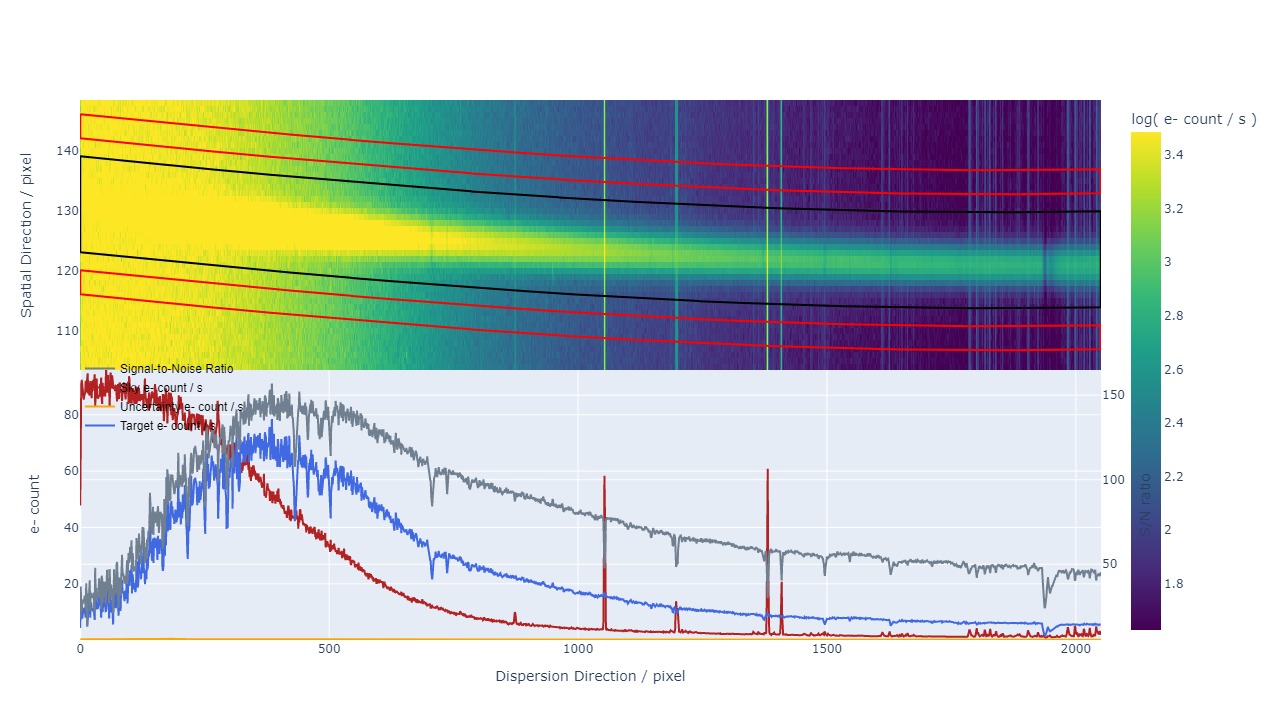 log( e- count / s )
Spatial Direction / pixel
140
130
120
110
3.4
3.2
3
2.8
2.6
2.4
2.2
2
1.8
Signal-to-Noise Ratio
Sky e- count / s
Uncertainty e- count / s
Target e- count / s
e- count
80
60
40
20
150
100
50
S/N ratio
0
500
1000
1500
2000
Dispersion Direction / pixel